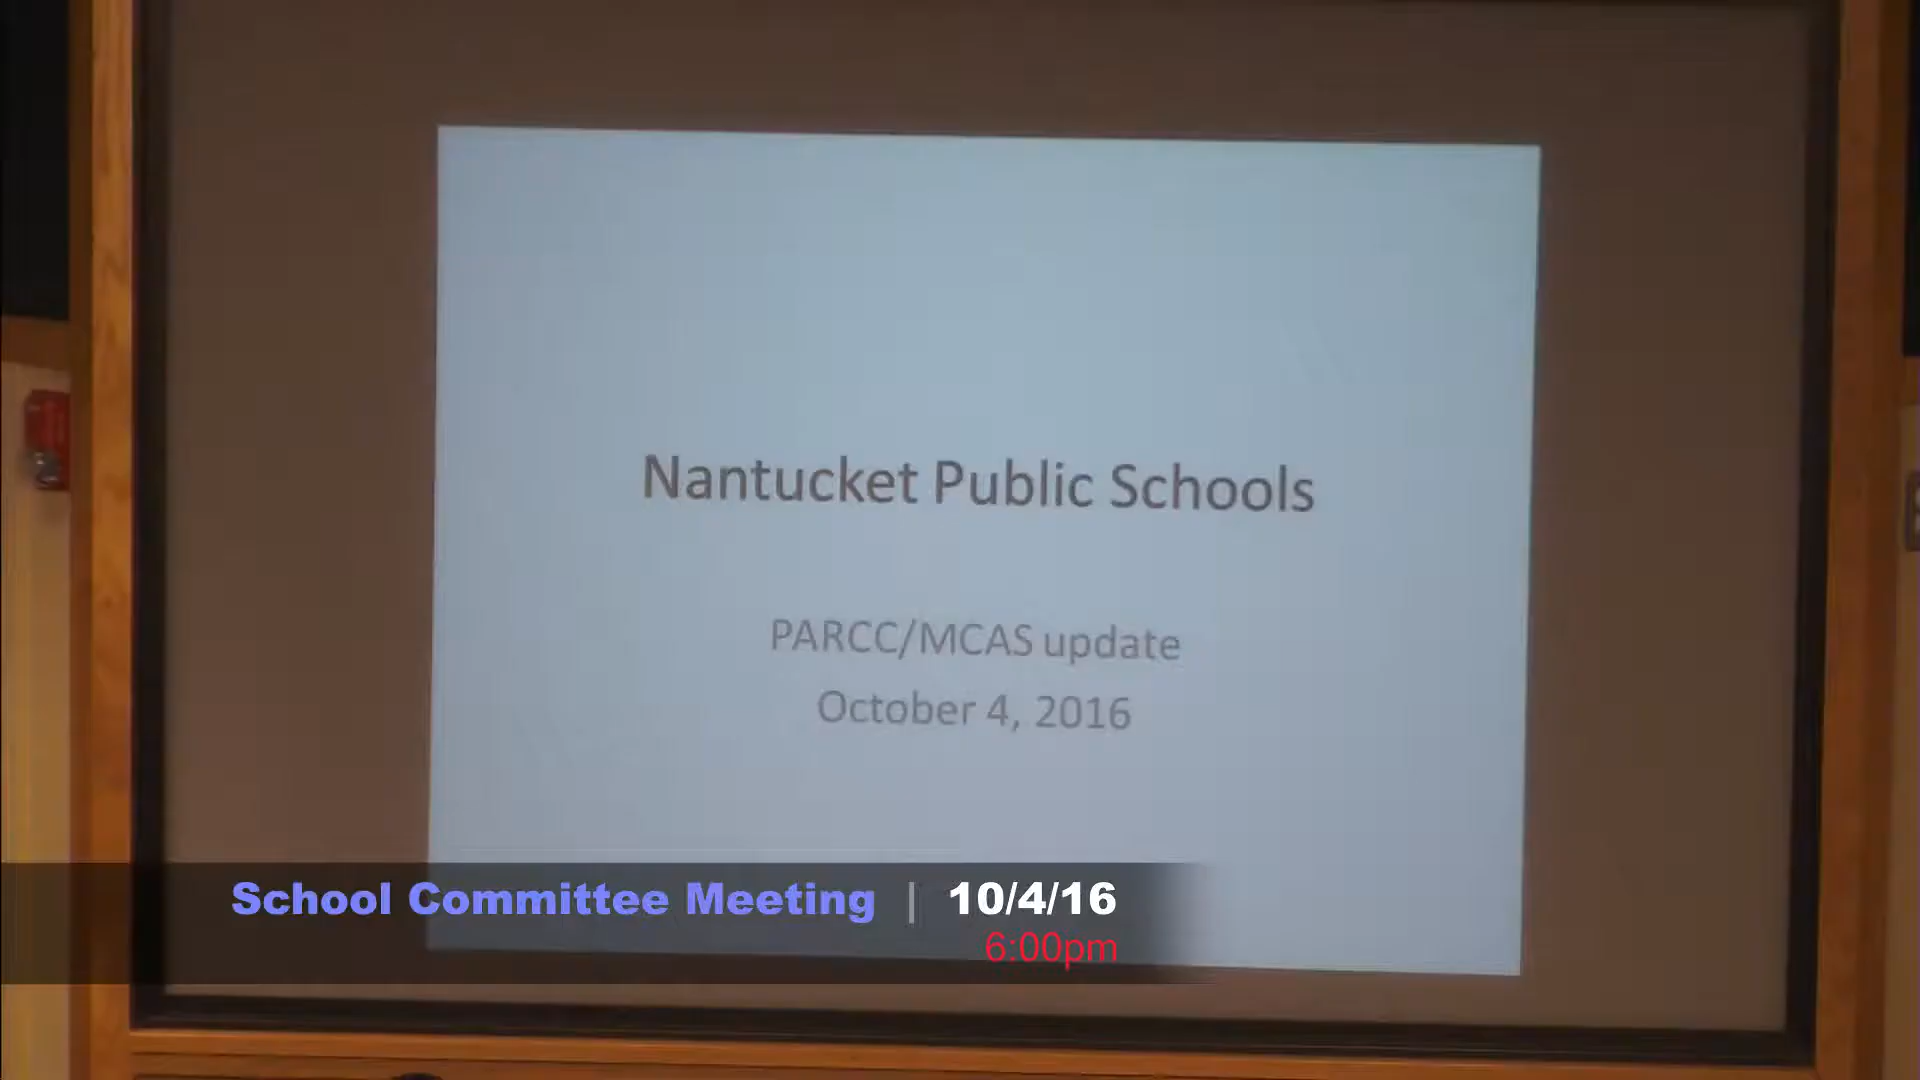 Nantucket Public Schools
PARCC/MCAS update
October 4, 2016
School Committee Meeting | 10/4/16
6:00pm